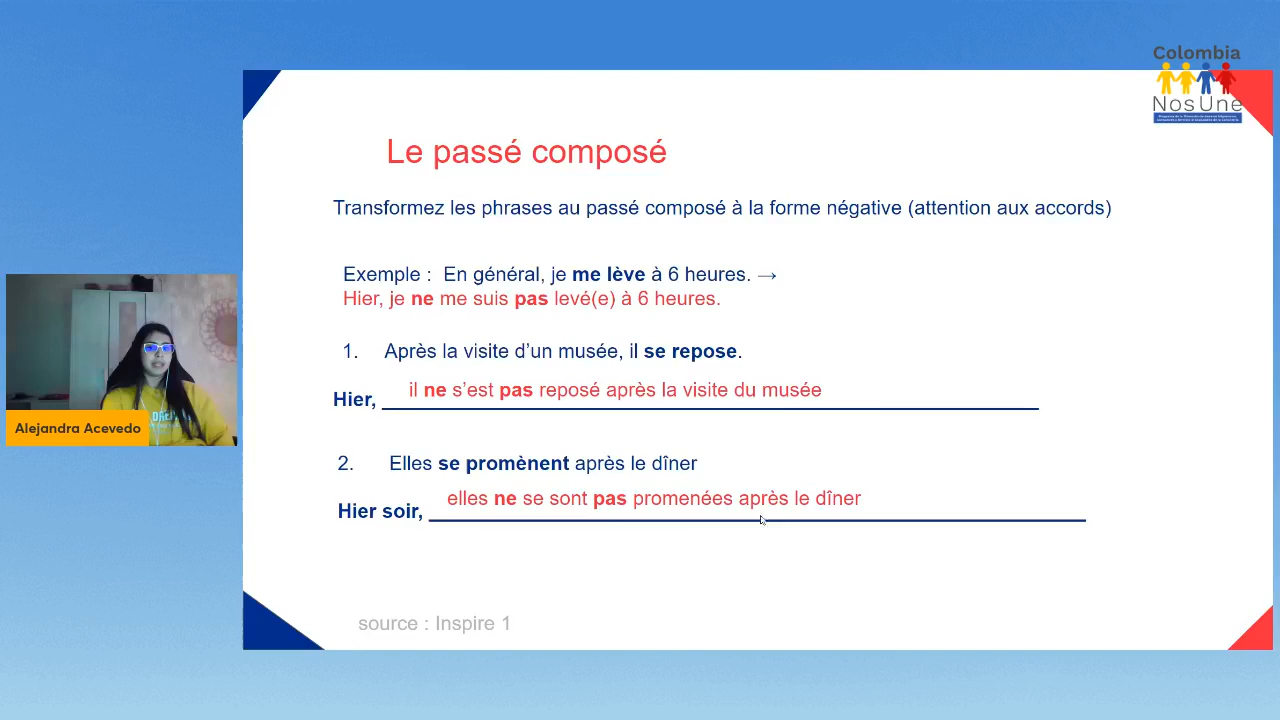 Colombia
NosUne
Le passé composé
Transformez les phrases au passé composé à la forme négative (attention aux accords)
Exemple : En général, je me lève à 6 heures. →
Hier, je ne me suis pas levé(e) à 6 heures.
1. Après la visite d'un musée, il se repose.
Hier, il ne s'est pas reposé après la visite du musée
2. Elles se promènent après le dîner
Hier soir, elles ne se sont pas promenées après le dîner
source : Inspire 1
Alejandra Acevedo